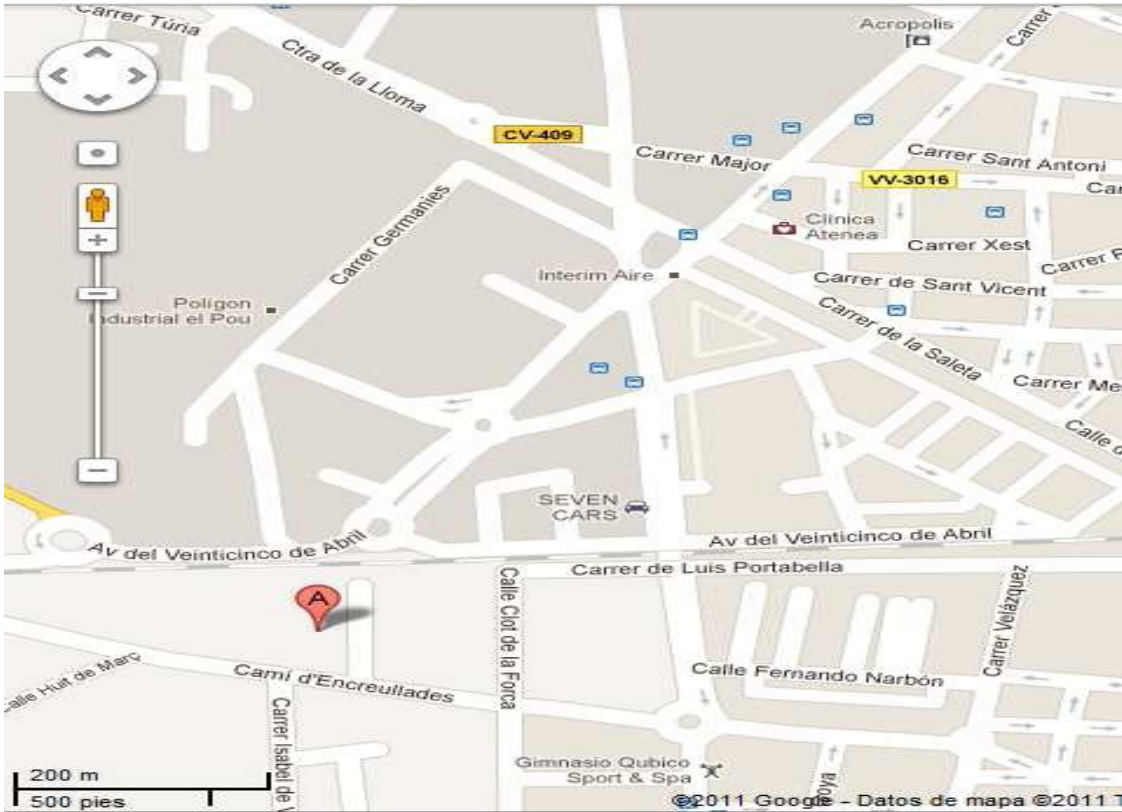 Carrer Túria
Acropolis
Ctra de la Lloma
CV-409
Carrer Major
Carrer Sant Antoni
VV-3016
Clínica
Atenea
Carrer Xest
Carrer Germanies
Interim Aire
Carrer de Sant Vicent
Polígon
Industrial el Pou
Carrer de la Saleta
Carrer Me
Calle d
SEVEN
CARS
Av del Veinticinco de Abril
Av del Veinticinco de Abril
Carrer de Luis Portabella
A
Calle Clot de la Forca
Carrer Velázquez
Calle Huit de Març
Camí d'Encreullades
Calle Fernando Narbón
Carrer Isabel de V
Gimnasio Qubico
Sport & Spa
200 m
500 pies
©2011 Google - Datos de mapa ©2011 T